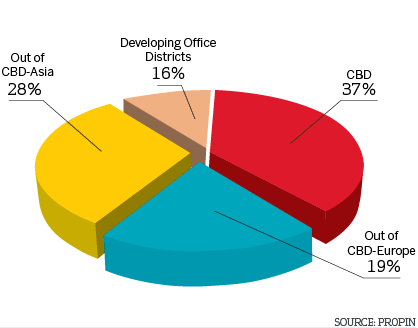 Developing Office
Districts
16%
Out of
CBD-Asia
28%
CBD
37%
Out of
CBD-Europe
19%
SOURCE: PROPIN